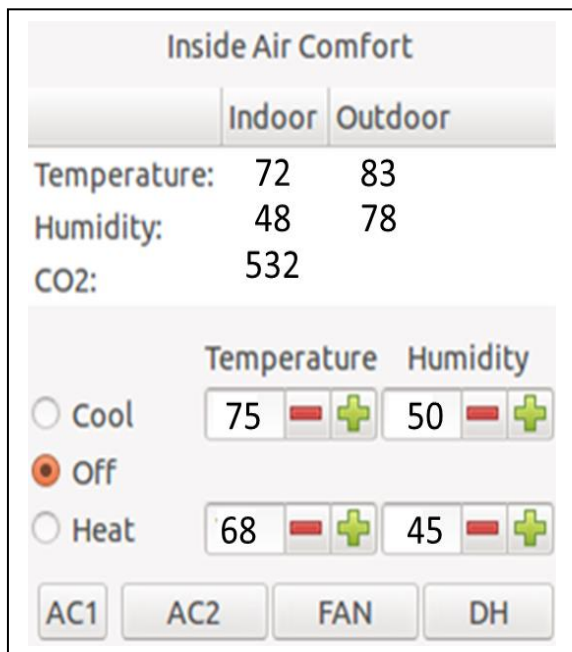 Inside Air Comfort
Indoor Outdoor
Temperature: 72 83
Humidity: 48 78
CO2: 532
Temperature Humidity
Cool 75 50
Off
Heat 68 45
AC1 AC2 FAN DH